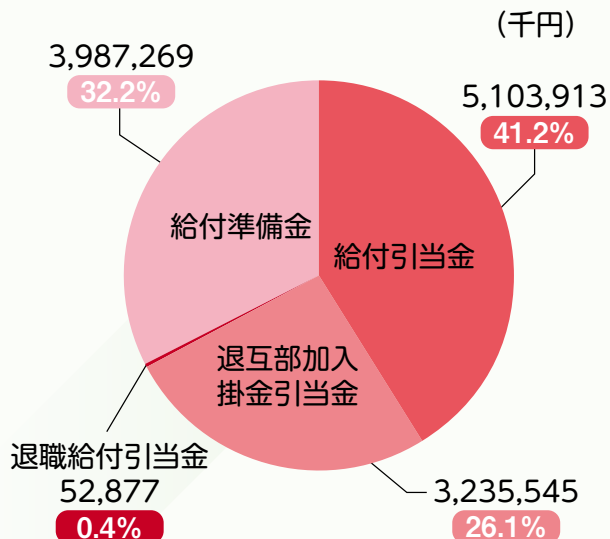 (千円)
3,987,269
32.2%
5,103,913
41.2%
給付準備金
給付引当金
退互部加入
掛金引当金
退職給付引当金
52,877
0.4%
3,235,545
26.1%